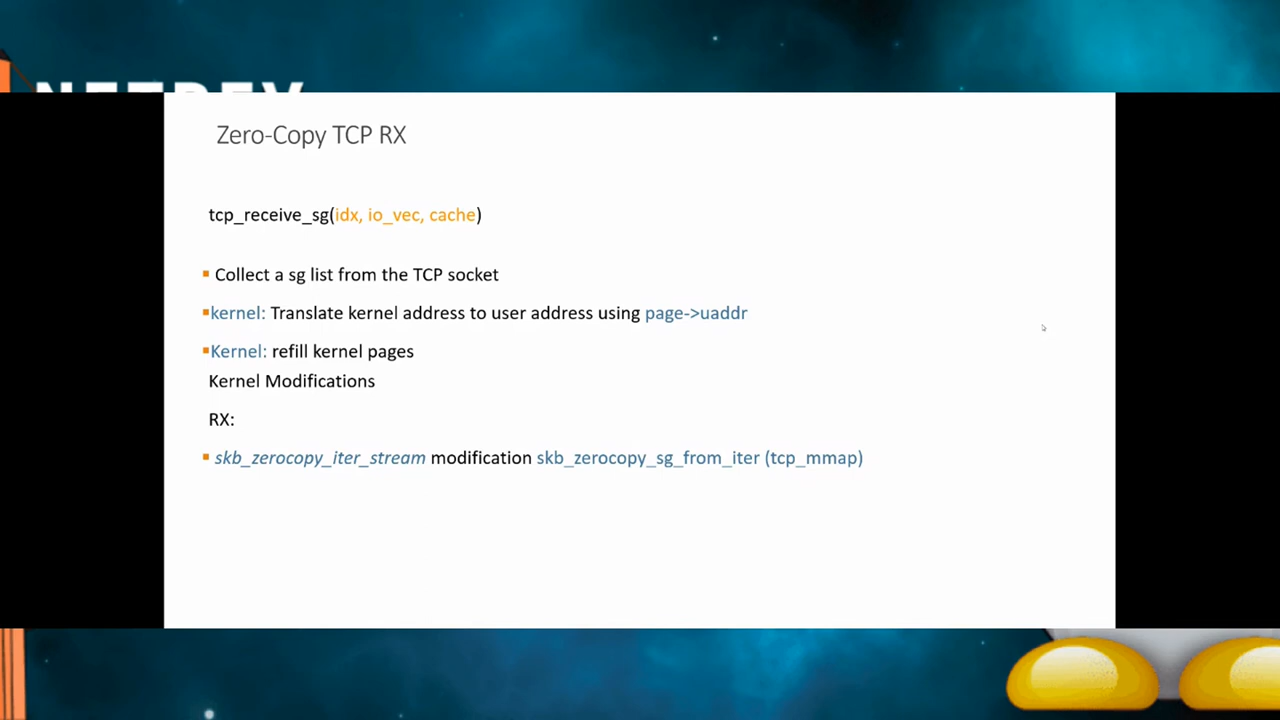 NETDEV
Zero-Copy TCP RX
tcp_receive_sg(idx, io_vec, cache)
▪ Collect a sg list from the TCP socket
▪kernel: Translate kernel address to user address using page->uaddr
▪Kernel: refill kernel pages
Kernel Modifications
RX:
▪ skb_zerocopy_iter_stream modification skb_zerocopy_sg_from_iter (tcp_mmap)